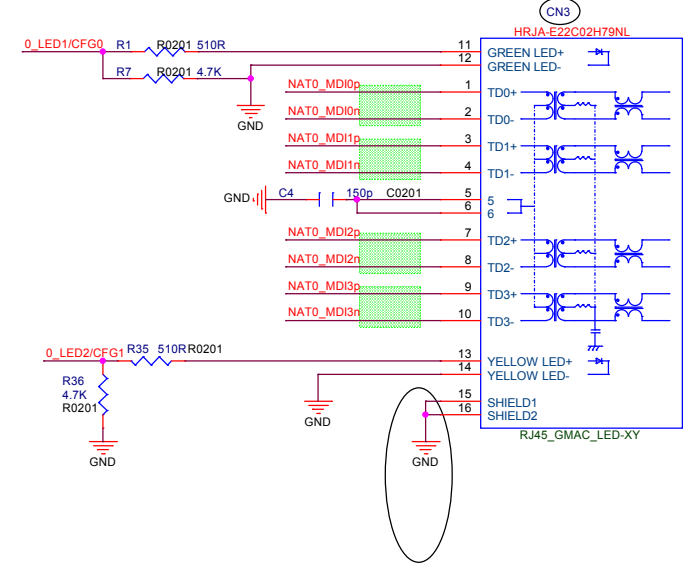 CN3
HRJA-E22C02H79NL
0_LED1/CFG0 R1 R0201 510R 11 GREEN LED+
12 GREEN LED-
R7 R0201 4.7K
GND
NAT0_MDI0p 1 TD0+
NAT0_MDI0n 2 TD0-
NAT0_MDI1p 3 TD1+
NAT0_MDI1n 4 TD1-
GND C4 150p C0201 5 5
6 6
NAT0_MDI2p 7 TD2+
NAT0_MDI2n 8 TD2-
NAT0_MDI3p 9 TD3+
NAT0_MDI3n 10 TD3-
0_LED2/CFG1 R35 510R R0201 13 YELLOW LED+
14 YELLOW LED-
R36
4.7K
R0201
GND
GND
15 SHIELD1
16 SHIELD2
GND
RJ45_GMAC_LED-XY